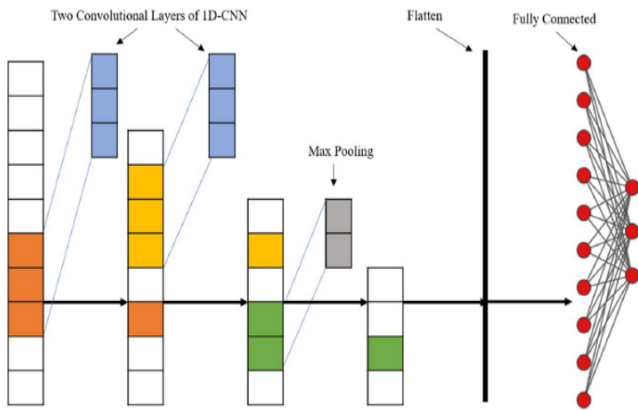 Two Convolutional Layers of 1D-CNN
Flatten
Fully Connected
Max Pooling